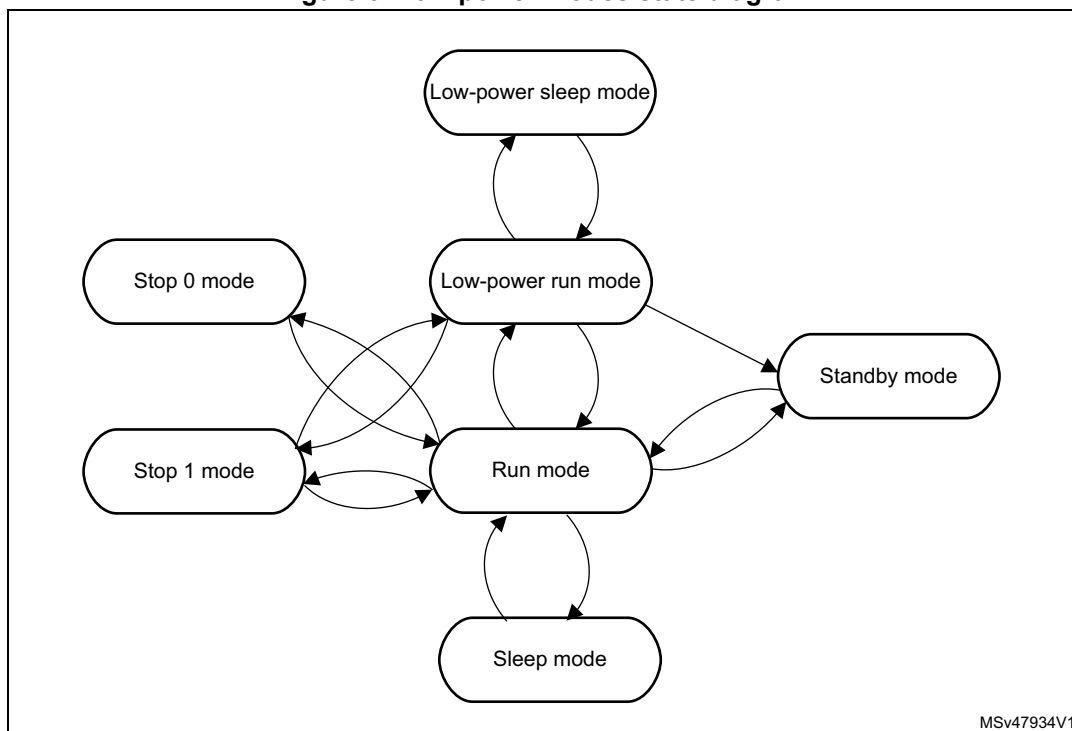 Low-power sleep mode
Stop 0 mode
Low-power run mode
Standby mode
Stop 1 mode
Run mode
Sleep mode
MSv47934V1